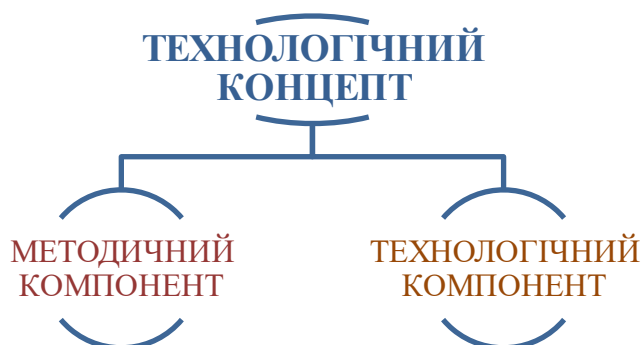 ТЕХНОЛОГІЧНИЙ
КОНЦЕПТ
МЕТОДИЧНИЙ
КОМПОНЕНТ
ТЕХНОЛОГІЧНИЙ
КОМПОНЕНТ